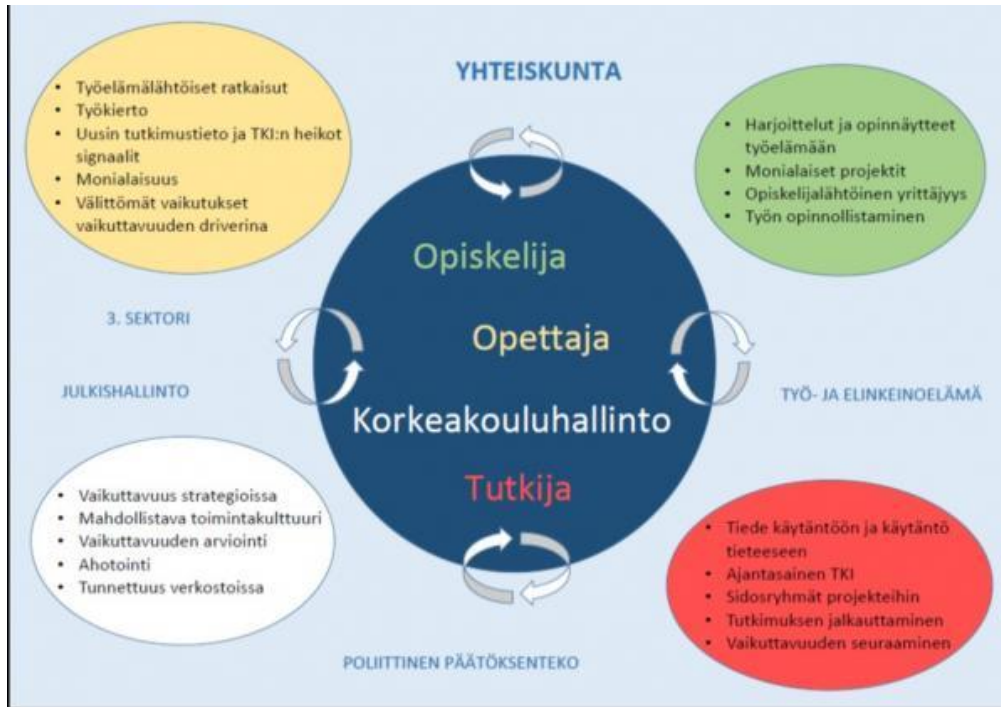 YHTEISKUNTA
• Työelämälähtöiset ratkaisut
• Työkierto
• Uusin tutkimustieto ja TKI:n heikot
signaalit
• Monialaisuus
• Välittömät vaikutukset
vaikuttavuuden driverina
• Harjoittelut ja opinnäytteet
työelämään
• Monialaiset projektit
• Opiskelijalähtöinen yrittäjyys
• Työn opinnollistaminen
Opiskelija
Opettaja
Korkeakouluhallinto
Tutkija
3. SEKTORI
JULKISHALLINTO
TYÖ- JA ELINKEINOELÄMÄ
• Vaikuttavuus strategioissa
• Mahdollistava toimintakulttuuri
• Vaikuttavuuden arviointi
• Ahotointi
• Tunnettuus verkostoissa
• Tiede käytäntöön ja käytäntö
tieteeseen
• Ajantasainen TKI
• Sidosryhmät projekteihin
• Tutkimuksen jalkauttaminen
• Vaikuttavuuden seuraaminen
POLIITTINEN PÄÄTÖKSENTEKO